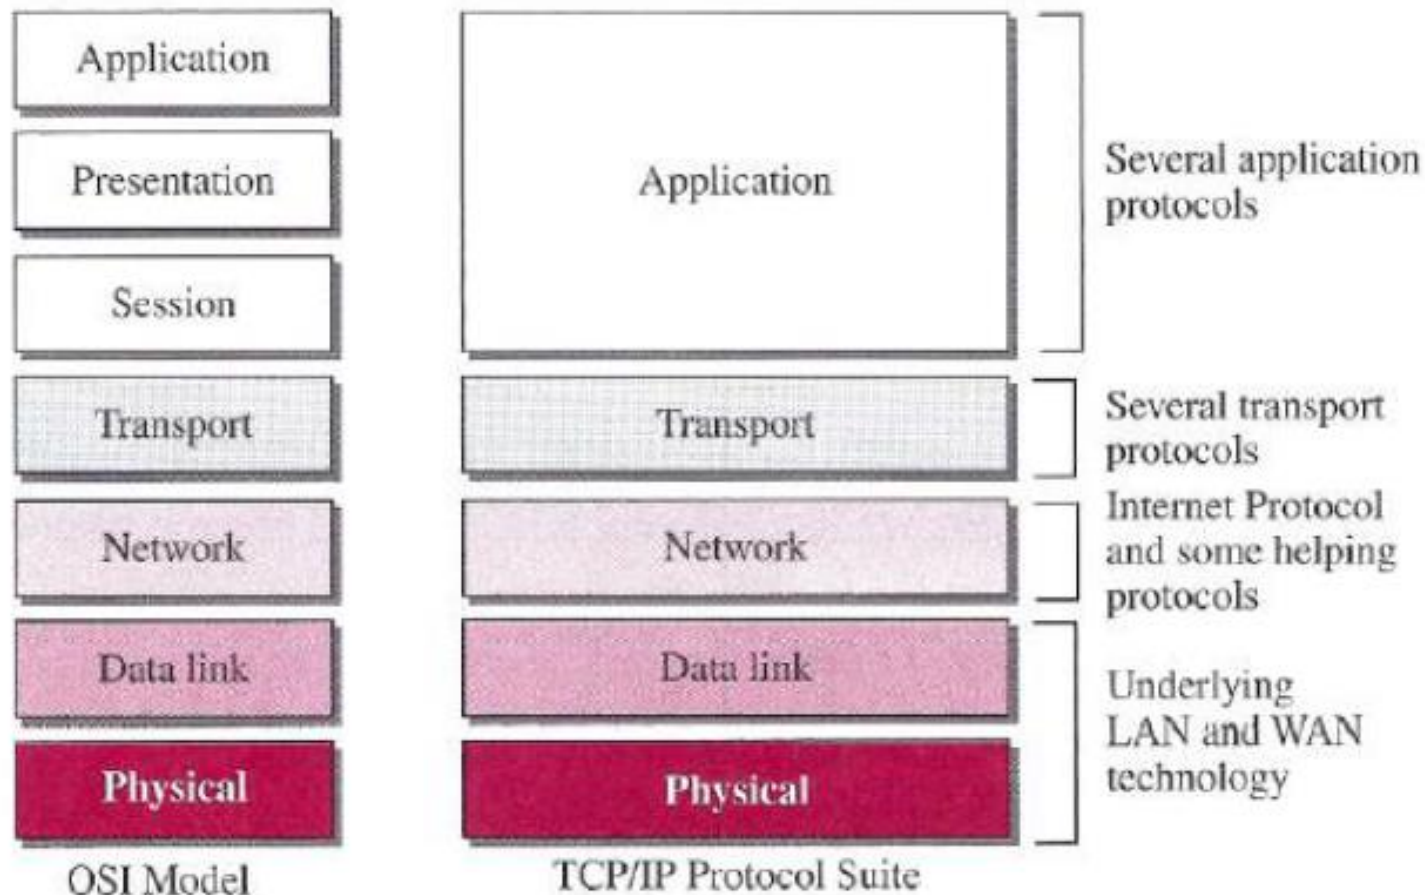 Application
Presentation
Session
Transport
Network
Data link
Physical
OSI Model
Application
Transport
Network
Data link
Physical
TCP/IP Protocol Suite
Several application
protocols
Several transport
protocols
Internet Protocol
and some helping
protocols
Underlying
LAN and WAN
technology